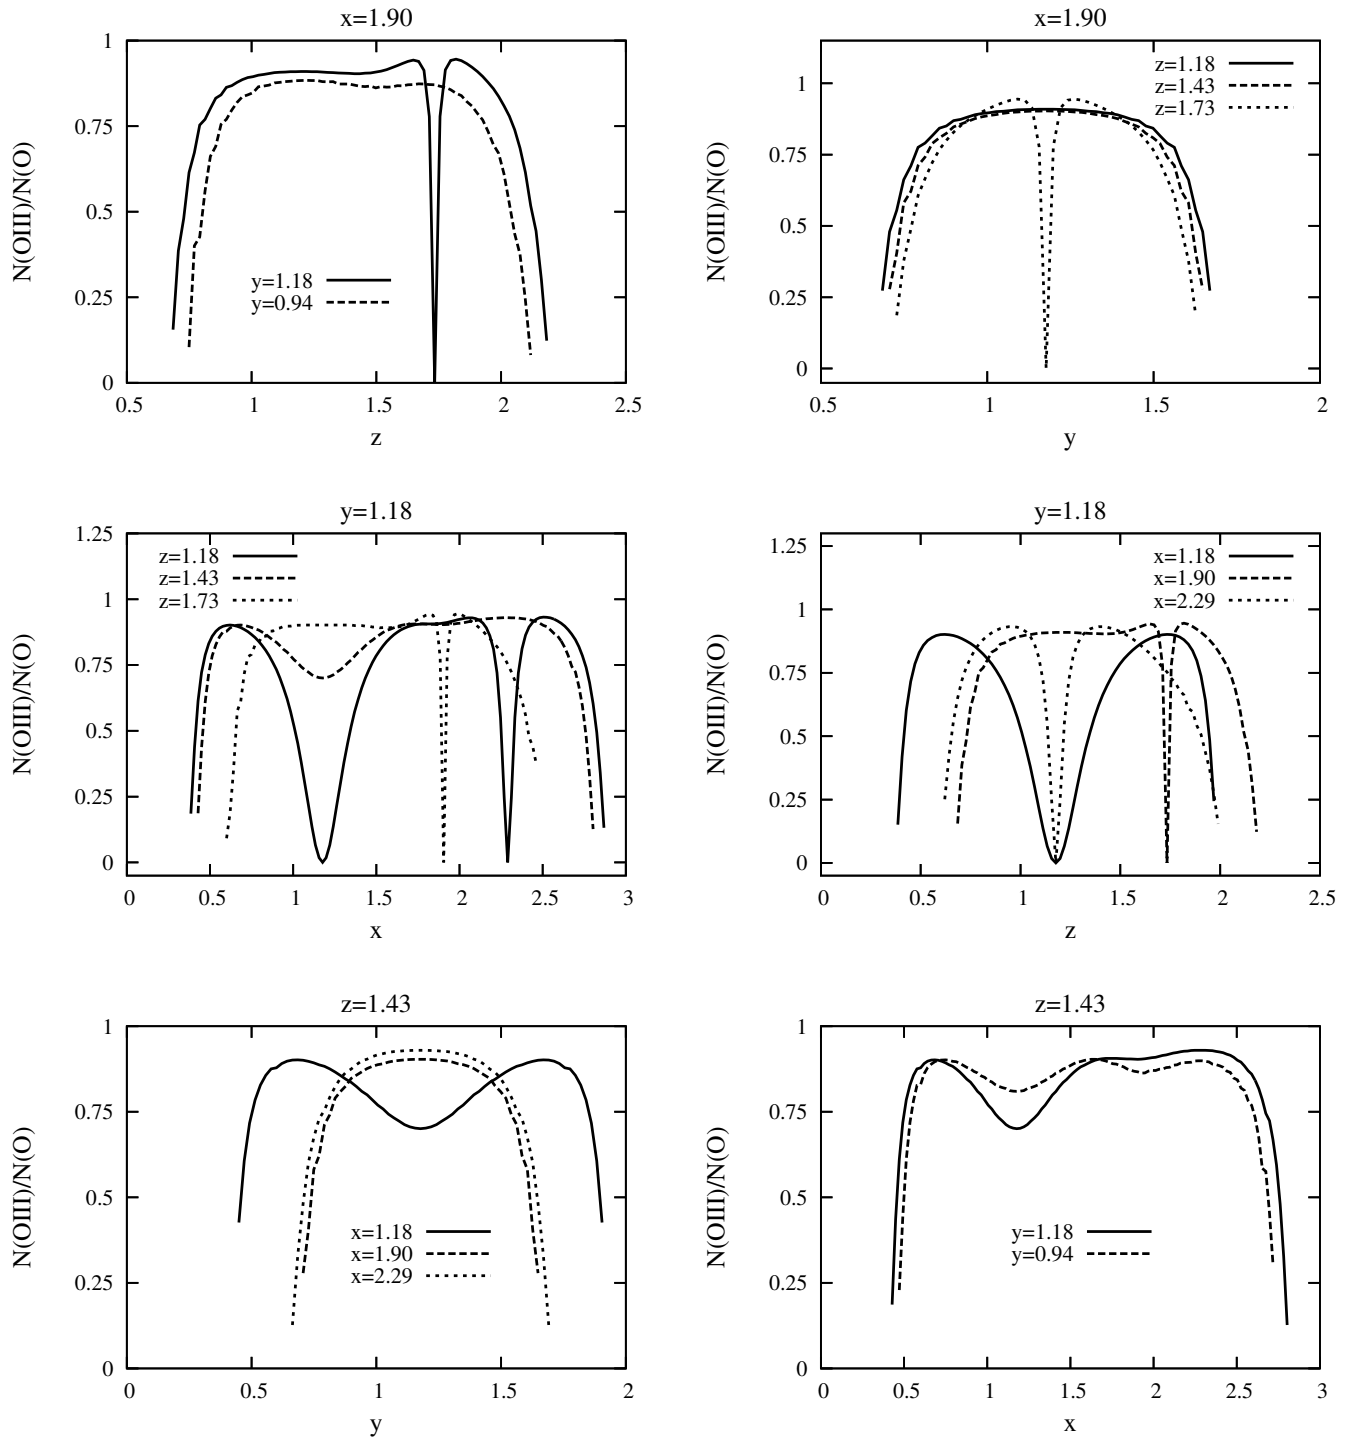 x=1.90
N(OIII)/N(O)
1
0.75
0.5
0.25
0
y=1.18
y=0.94
0.5 1 1.5 2 2.5
z
x=1.90
N(OIII)/N(O)
1
0.75
0.5
0.25
0
z=1.18
z=1.43
z=1.73
0.5 1 1.5 2
y
y=1.18
N(OIII)/N(O)
1.25
1
0.75
0.5
0.25
0
z=1.18
z=1.43
z=1.73
0 0.5 1 1.5 2 2.5 3
x
y=1.18
N(OIII)/N(O)
1.25
1
0.75
0.5
0.25
0
x=1.18
x=1.90
x=2.29
0 0.5 1 1.5 2 2.5
z
z=1.43
N(OIII)/N(O)
1
0.75
0.5
0.25
0
x=1.18
x=1.90
x=2.29
0 0.5 1 1.5 2
y
z=1.43
N(OIII)/N(O)
1
0.75
0.5
0.25
0
y=1.18
y=0.94
0 0.5 1 1.5 2 2.5 3
x